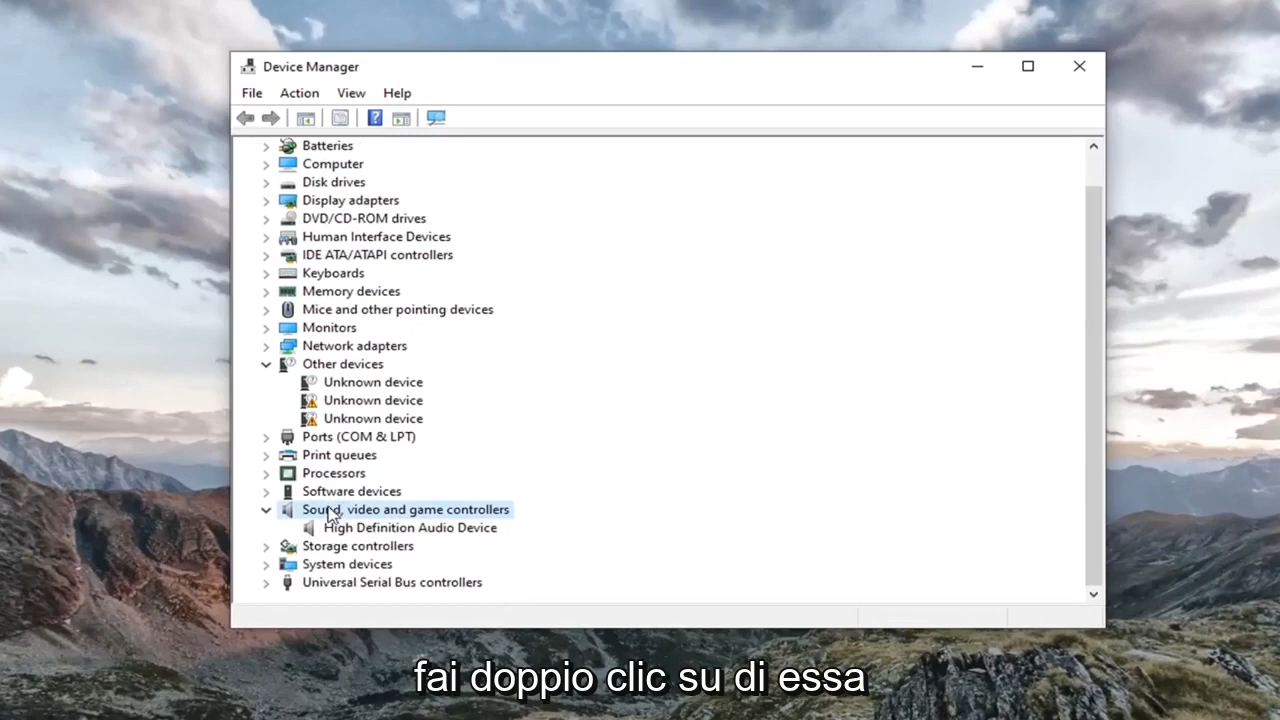 Device Manager
File Action View Help
Batteries
Computer
Disk drives
Display adapters
DVD/CD-ROM drives
Human Interface Devices
IDE ATA/ATAPI controllers
Keyboards
Memory devices
Mice and other pointing devices
Monitors
Network adapters
Other devices
Unknown device
Unknown device
Unknown device
Ports (COM & LPT)
Print queues
Processors
Software devices
Sound, video and game controllers
High Definition Audio Device
Storage controllers
System devices
Universal Serial Bus controllers
fai doppio clic su di essa